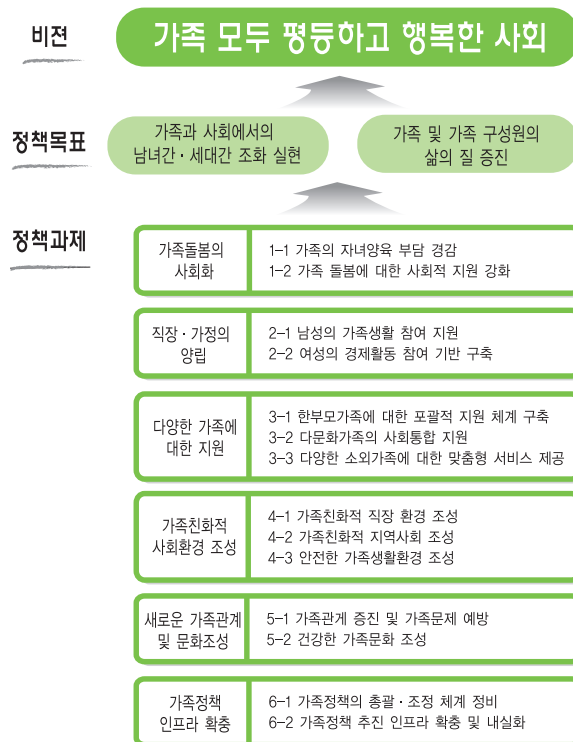 비젼
가족 모두 평등하고 행복한 사회
정책목표
가족과 사회에서의
남녀간·세대간 조화 실현
가족 및 가족 구성원의
삶의 질 증진
정책과제
가족돌봄의
사회화
1-1 가족의 자녀양육 부담 경감
1-2 가족 돌봄에 대한 사회적 지원 강화
직장·가정의
양립
2-1 남성의 가족생활 참여 지원
2-2 여성의 경제활동 참여 기반 구축
다양한 가족에
대한 지원
3-1 한부모가족에 대한 포괄적 지원 체계 구축
3-2 다문화가족의 사회통합 지원
3-3 다양한 소외가족에 대한 맞춤형 서비스 제공
가족친화적
사회환경 조성
4-1 가족친화적 직장 환경 조성
4-2 가족친화적 지역사회 조성
4-3 안전한 가족생활환경 조성
새로운 가족관계
및 문화조성
5-1 가족관게 증진 및 가족문제 예방
5-2 건강한 가족문화 조성
가족정책
인프라 확충
6-1 가족정책의 총괄·조정 체계 정비
6-2 가족정책 추진 인프라 확충 및 내실화